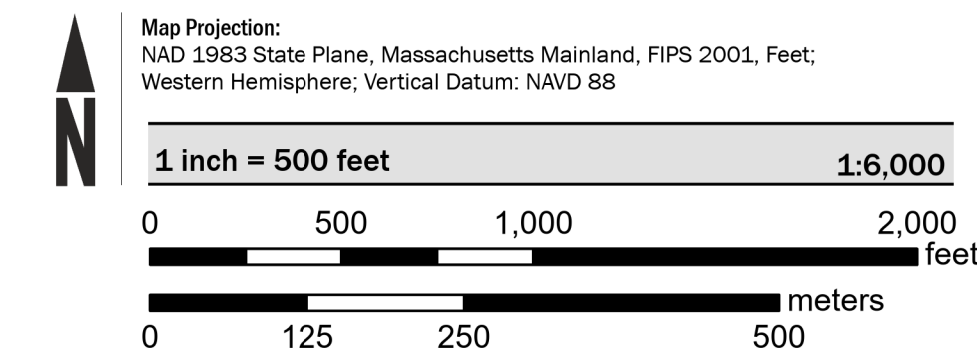 N
Map Projection:
NAD 1983 State Plane, Massachusetts Mainland, FIPS 2001, Feet;
Western Hemisphere; Vertical Datum: NAVD 88
1 inch = 500 feet 1:6,000
0 500 1,000 2,000
feet
meters
0 125 250 500